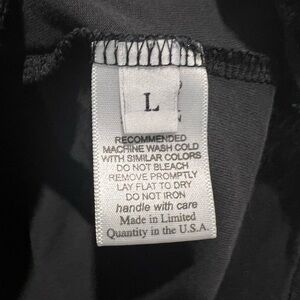 L
RECOMMENDED
MACHINE WASH COLD
WITH SIMILAR COLORS
DO NOT BLEACH
REMOVE PROMPTLY
LAY FLAT TO DRY
DO NOT IRON
handle with care
Made in Limited
Quantity in the U.S.A.